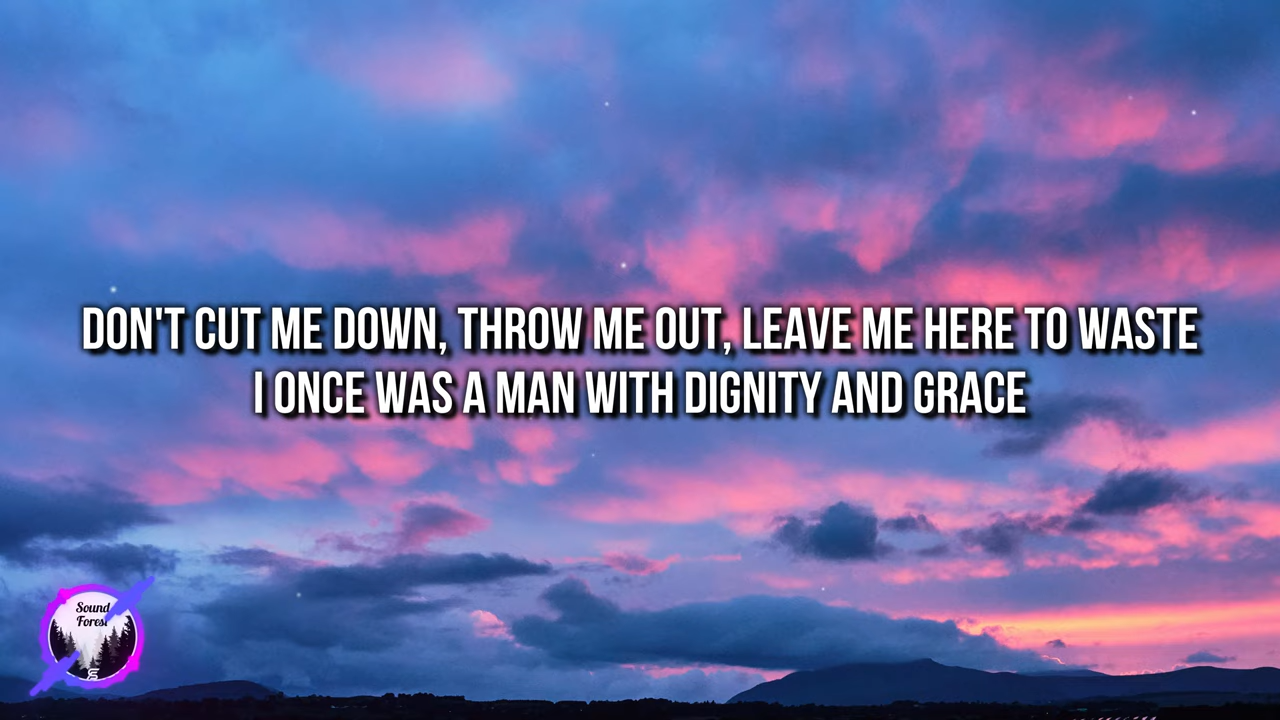 DON'T CUT ME DOWN, THROW ME OUT, LEAVE ME HERE TO WASTE
I ONCE WAS A MAN WITH DIGNITY AND GRACE
Sound
Forest